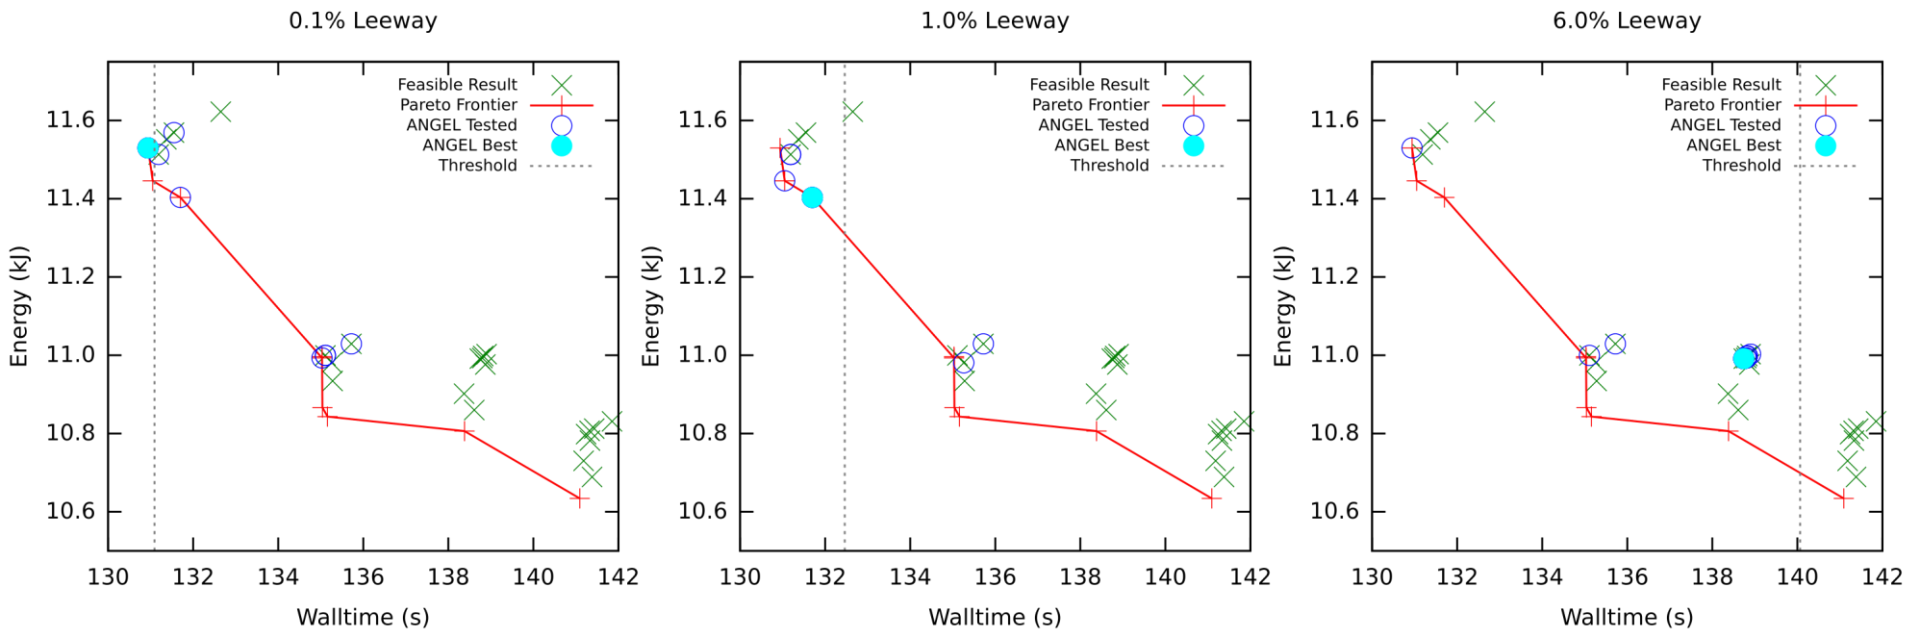 0.1% Leeway
Feasible Result
Pareto Frontier
ANGEL Tested
ANGEL Best
Threshold
11.6
11.4
11.2
11.0
10.8
10.6
Energy (kJ)
130 132 134 136 138 140 142
Walltime (s)
1.0% Leeway
Feasible Result
Pareto Frontier
ANGEL Tested
ANGEL Best
Threshold
11.6
11.4
11.2
11.0
10.8
10.6
Energy (kJ)
130 132 134 136 138 140 142
Walltime (s)
6.0% Leeway
Feasible Result
Pareto Frontier
ANGEL Tested
ANGEL Best
Threshold
11.6
11.4
11.2
11.0
10.8
10.6
Energy (kJ)
130 132 134 136 138 140 142
Walltime (s)